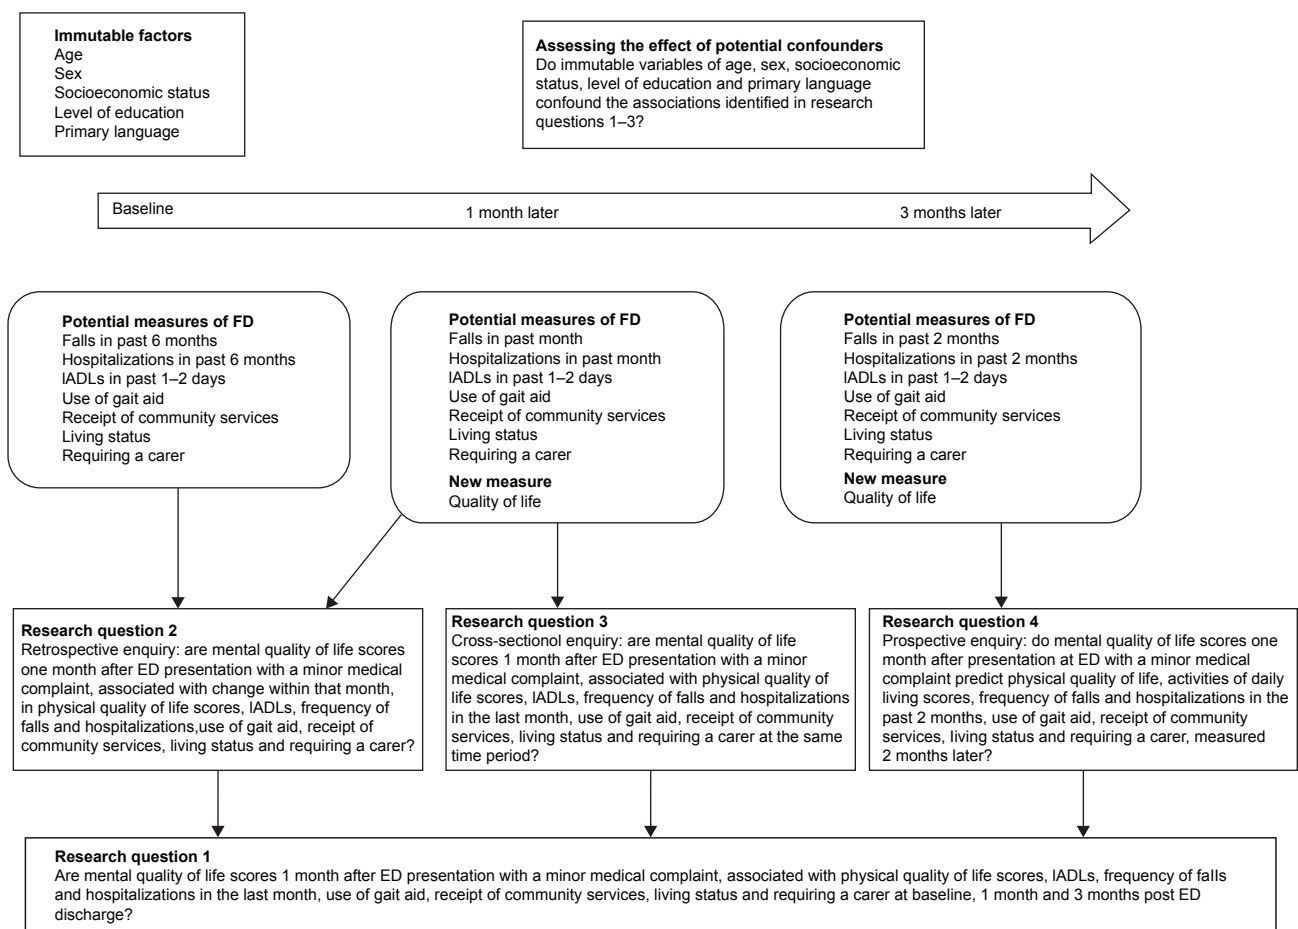 Immutable factors
Age
Sex
Socioeconomic status
Level of education
Primary language
Assessing the effect of potential confounders
Do immutable variables of age, sex, socioeconomic
status, level of education and primary language
confound the associations identified in research
questions 1–3?
Baseline
1 month later
3 months later
Potential measures of FD
Falls in past 6 months
Hospitalizations in past 6 months
IADLs in past 1–2 days
Use of gait aid
Receipt of community services
Living status
Requiring a carer
Potential measures of FD
Falls in past month
Hospitalizations in past month
IADLs in past 1–2 days
Use of gait aid
Receipt of community services
Living status
Requiring a carer
New measure
Quality of life
Potential measures of FD
Falls in past 2 months
Hospitalizations in past 2 months
IADLs in past 1–2 days
Use of gait aid
Receipt of community services
Living status
Requiring a carer
New measure
Quality of life
Research question 2
Retrospective enquiry: are mental quality of life scores
one month after ED presentation with a minor medical
complaint, associated with change within that month,
in physical quality of life scores, IADLs, frequency of
falls and hospitalizations,use of gait aid, receipt of
community services, living status and requiring a carer?
Research question 3
Cross-sectionol enquiry: are mental quality of life
scores 1 month after ED presentation with a minor
medical complaint, associated with physical quality of
life scores, IADLs, frequency of falls and hospitalizations
in the last month, use of gait aid, receipt of community
services, living status and requiring a carer at the same
time period?
Research question 4
Prospective enquiry: do mental quality of life scores one
month after presentation at ED with a minor medical
complaint predict physical quality of life, activities of daily
living scores, frequency of falls and hospitalizations in the
past 2 months, use of gait aid, receipt of community
services, living status and requiring a carer, measured
2 months later?
Research question 1
Are mental quality of life scores 1 month after ED presentation with a minor medical complaint, associated with physical quality of life scores, IADLs, frequency of falls
and hospitalizations in the last month, use of gait aid, receipt of community services, living status and requiring a carer at baseline, 1 month and 3 months post ED
discharge?